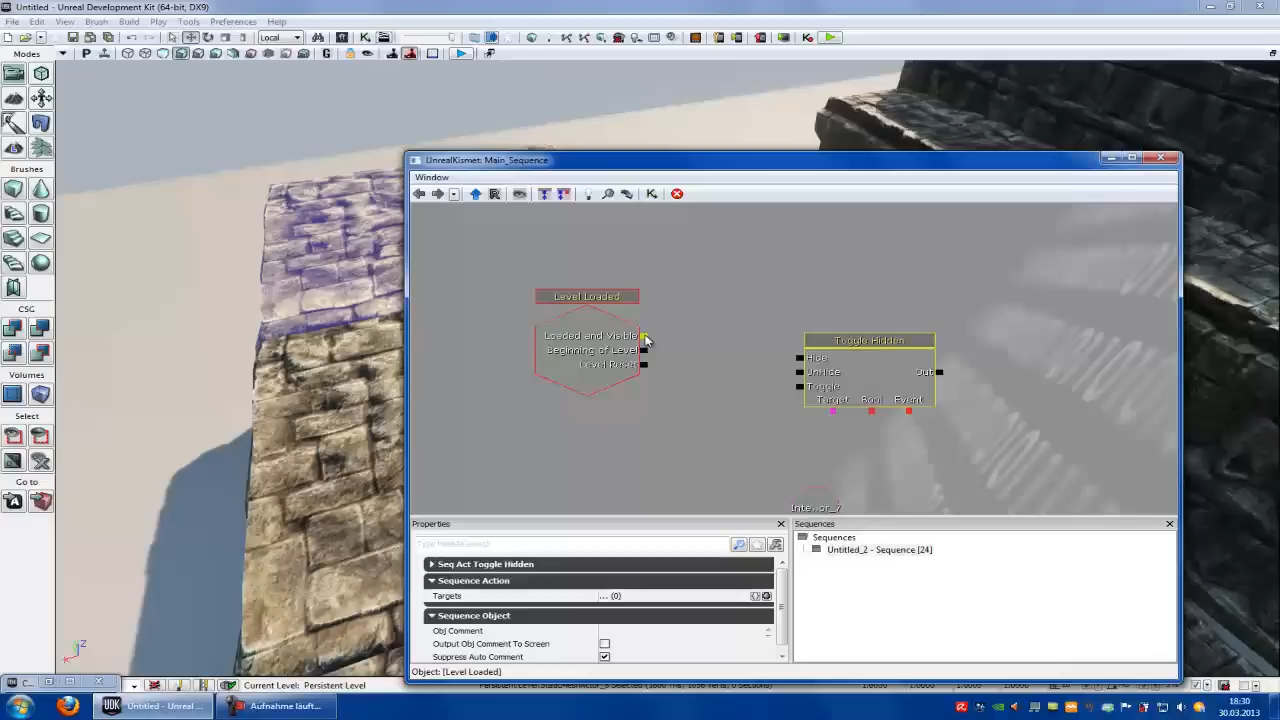 Untitled - Unreal Development Kit (64-bit, DX9)
File Edit View Brush Build Play Tools Preferences Help
Local
Modes
P
G
Brushes
CSG
Volumes
Select
Go to
UnrealKismet: Main_Sequence
Window
Level Loaded
Loaded and Visible
Beginning of Level
Level Reset
Toggle Hidden
Hide
UnHide
Out
Toggle
Target Bool Event
Inte...or_7
Properties
Sequences
Seq Act Toggle Hidden
Sequence Action
Targets ... (0)
Sequence Object
Obj Comment
Output Obj Comment To Screen
Suppress Auto Comment
Sequences
Untitled_2 - Sequence [24]
Object: [Level Loaded]
C...
Current Level: Persistent Level
Untitled - Unreal ...
Aufnahme läuft...
18:30
30.03.2013